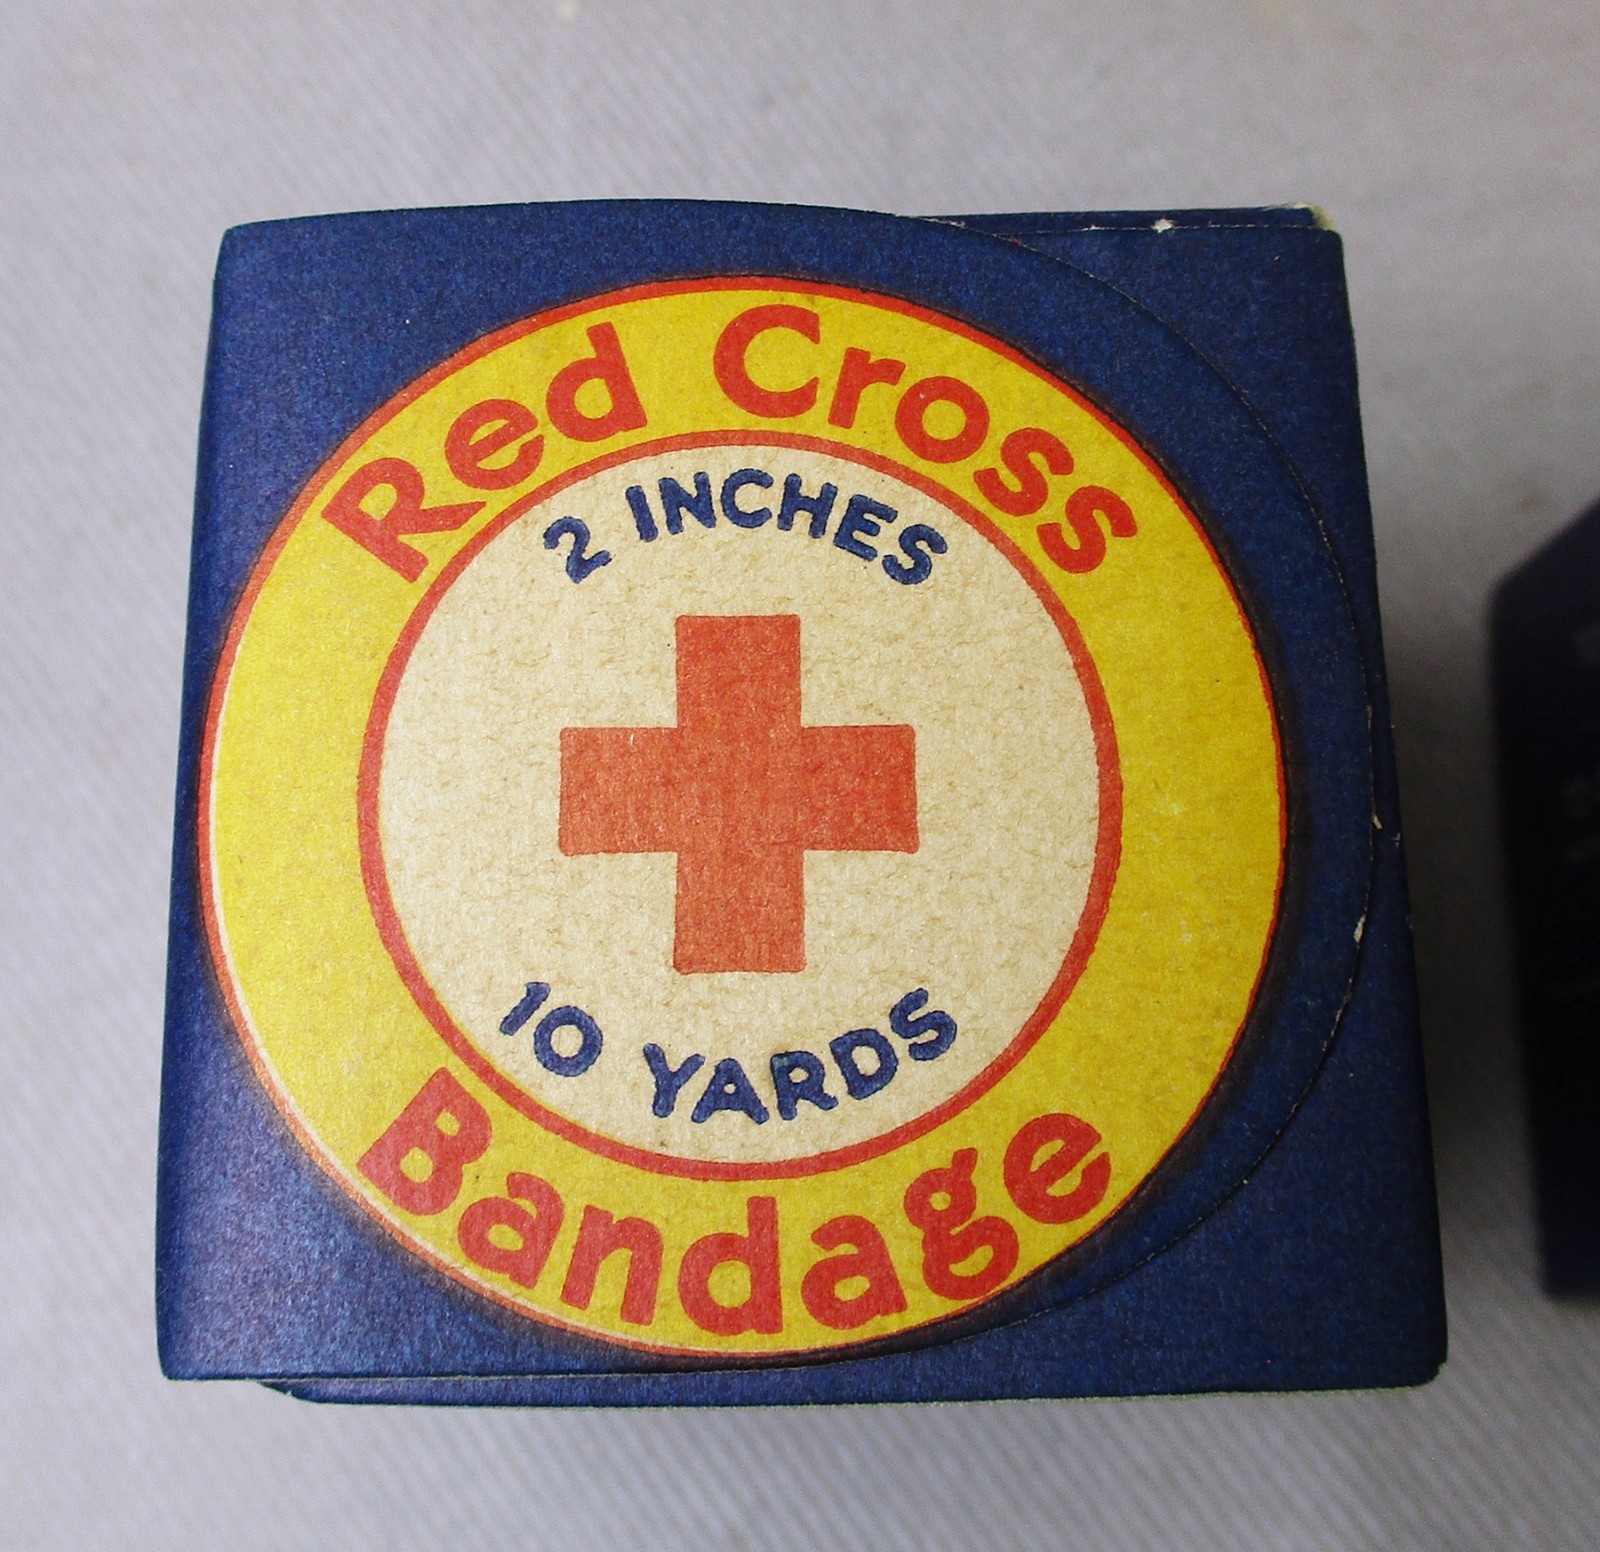 Red Cross
2 INCHES
10 YARDS
Bandage